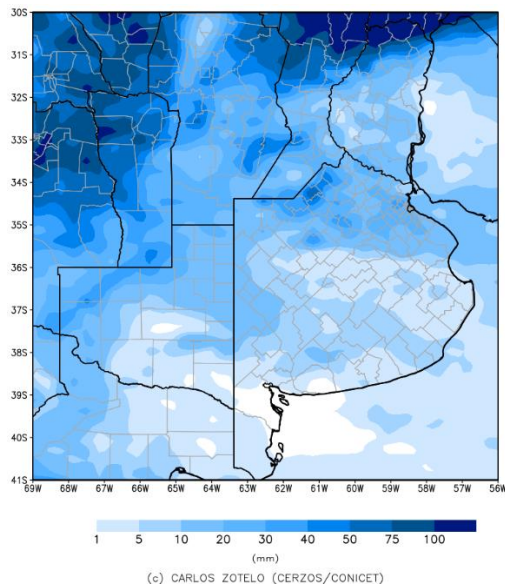 30S
31S
32S
33S
34S
35S
36S
37S
38S
39S
40S
41S
69W 68W 67W 66W 65W 64W 63W 62W 61W 60W 59W 58W 57W 56W
1 5 10 20 30 40 50 75 100
(mm)
(c) CARLOS ZOTELO (CERZOS/CONICET)